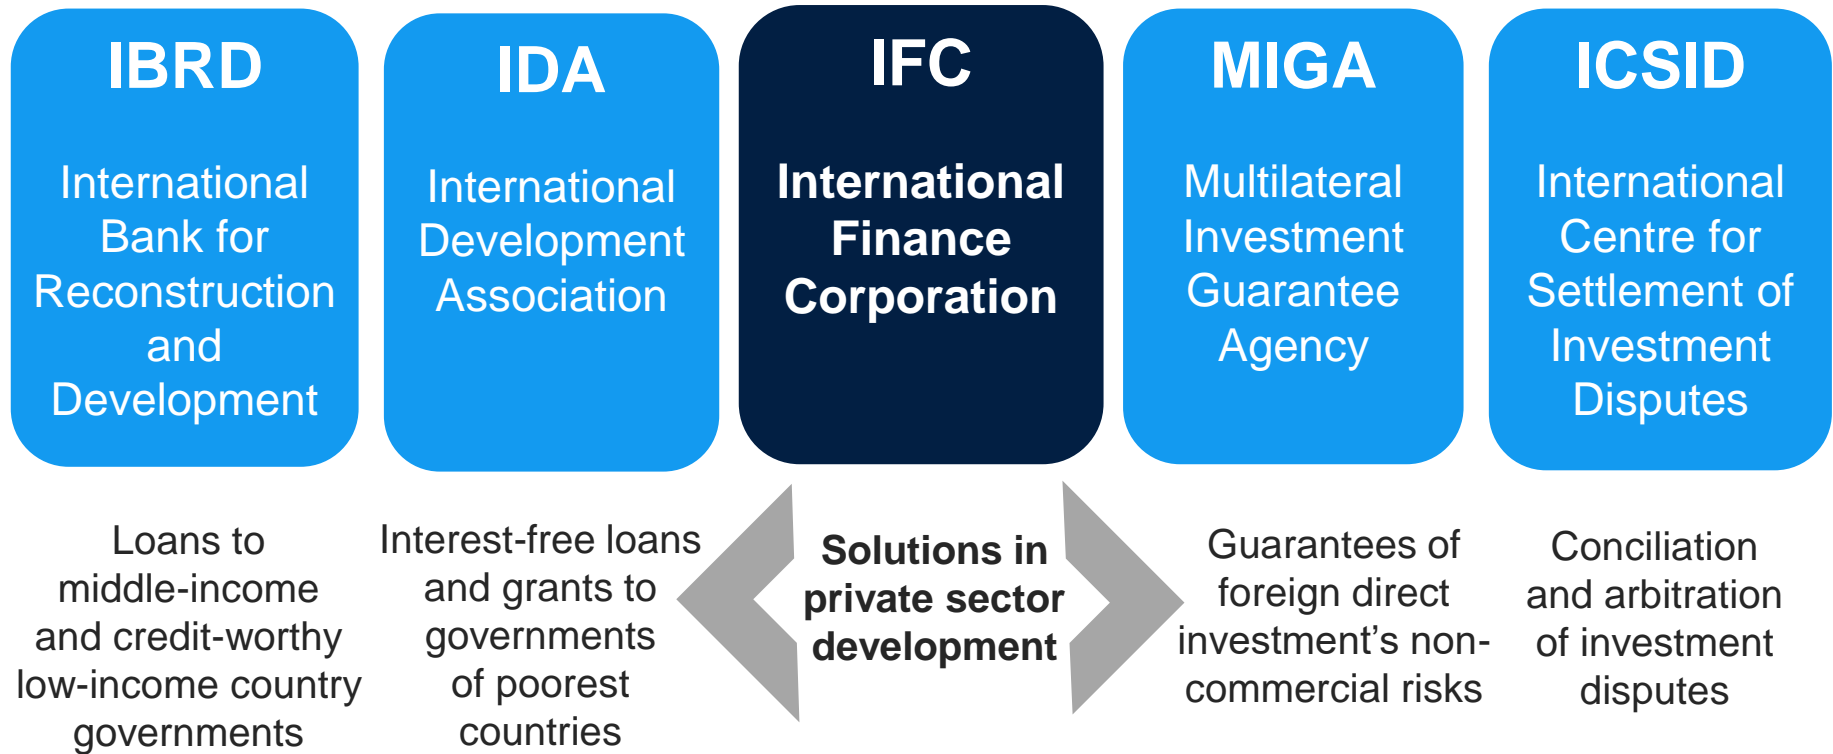 IBRD
International
Bank for
Reconstruction
and
Development
Loans to
middle-income
and credit-worthy
low-income country
governments
IDA
International
Development
Association
Interest-free loans
and grants to
governments
of poorest
countries
IFC
International
Finance
Corporation
Solutions in
private sector
development
MIGA
Multilateral
Investment
Guarantee
Agency
Guarantees of
foreign direct
investment’s non-
commercial risks
ICSID
International
Centre for
Settlement of
Investment
Disputes
Conciliation
and arbitration
of investment
disputes